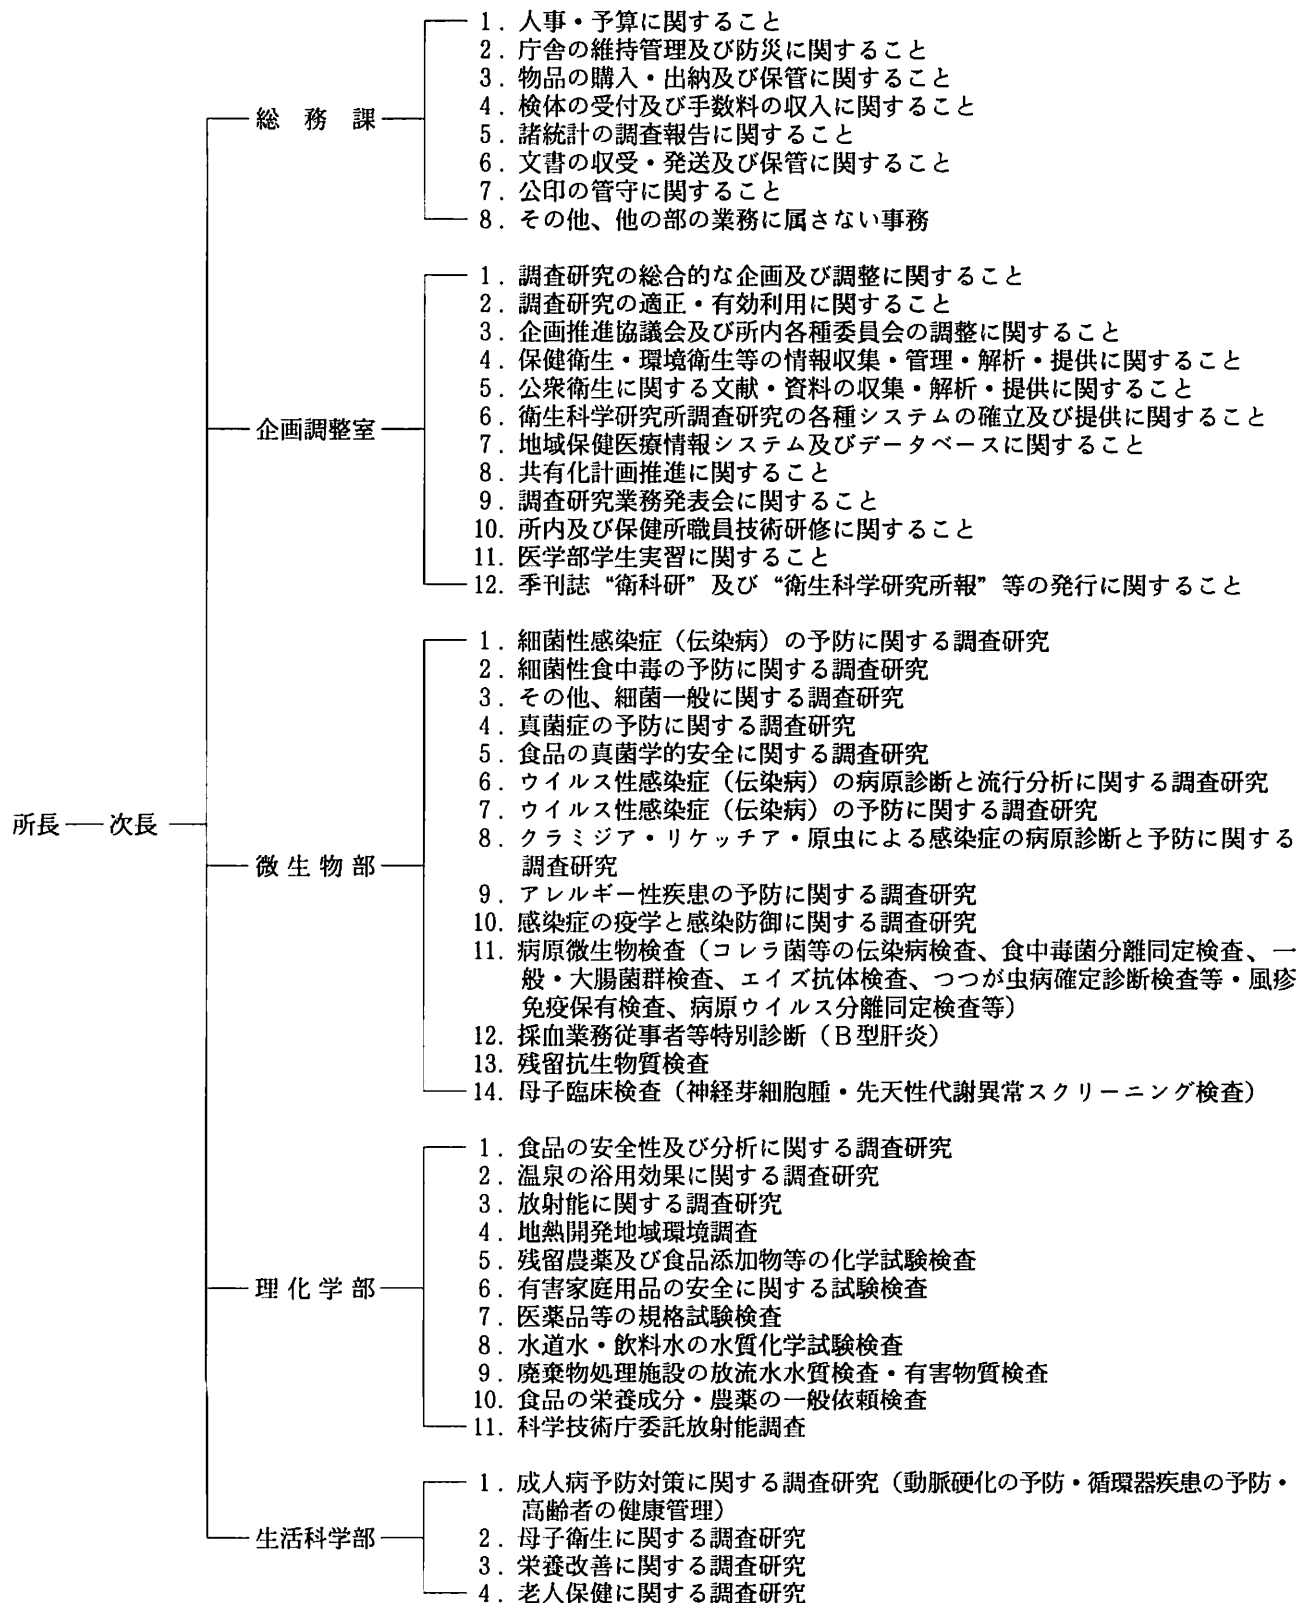 所長 次長
総務課
1. 人事・予算に関すること
2. 庁舎の維持管理及び防災に関すること
3. 物品の購入・出納及び保管に関すること
4. 検体の受付及び手数料の収入に関すること
5. 諸統計の調査報告に関すること
6. 文書の収受・発送及び保管に関すること
7. 公印の管守に関すること
8. その他、他の部の業務に属さない事務
企画調整室
1. 調査研究の総合的な企画及び調整に関すること
2. 調査研究の適正・有効利用に関すること
3. 企画推進協議会及び所内各種委員会の調整に関すること
4. 保健衛生・環境衛生等の情報収集・管理・解析・提供に関すること
5. 公衆衛生に関する文献・資料の収集・解析・提供に関すること
6. 衛生科学研究所調査研究の各種システムの確立及び提供に関すること
7. 地域保健医療情報システム及びデータベースに関すること
8. 共有化計画推進に関すること
9. 調査研究業務発表会に関すること
10. 所内及び保健所職員技術研修に関すること
11. 医学部学生実習に関すること
12. 季刊誌“衛科研”及び“衛生科学研究所報”等の発行に関すること
微生物部
1. 細菌性感染症(伝染病)の予防に関する調査研究
2. 細菌性食中毒の予防に関する調査研究
3. その他、細菌一般に関する調査研究
4. 真菌症の予防に関する調査研究
5. 食品の真菌学的安全に関する調査研究
6. ウイルス性感染症(伝染病)の病原診断と流行分析に関する調査研究
7. ウイルス性感染症(伝染病)の予防に関する調査研究
8. クラミジア・リケッチア・原虫による感染症の病原診断と予防に関する
調査研究
9. アレルギー性疾患の予防に関する調査研究
10. 感染症の疫学と感染防御に関する調査研究
11. 病原微生物検査(コレラ菌等の伝染病検査、食中毒菌分離同定検査、一
般・大腸菌群検査、エイズ抗体検査、つつが虫病確定診断検査等・風疹
免疫保有検査、病原ウイルス分離同定検査等)
12. 採血業務従事者等特別診断(B型肝炎)
13. 残留抗生物質検査
14. 母子臨床検査(神経芽細胞腫・先天性代謝異常スクリーニング検査)
理化学部
1. 食品の安全性及び分析に関する調査研究
2. 温泉の浴用効果に関する調査研究
3. 放射能に関する調査研究
4. 地熱開発地域環境調査
5. 残留農薬及び食品添加物等の化学試験検査
6. 有害家庭用品の安全に関する試験検査
7. 医薬品等の規格試験検査
8. 水道水・飲料水の水質化学試験検査
9. 廃棄物処理施設の放流水水質検査・有害物質検査
10. 食品の栄養成分・農薬の一般依頼検査
11. 科学技術庁委託放射能調査
生活科学部
1. 成人病予防対策に関する調査研究(動脈硬化の予防・循環器疾患の予防・
高齢者の健康管理)
2. 母子衛生に関する調査研究
3. 栄養改善に関する調査研究
4. 老人保健に関する調査研究